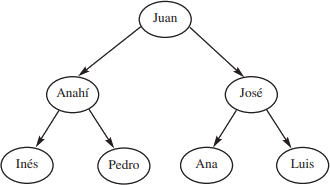 Juan
Anahí
José
Inés
Pedro
Ana
Luis